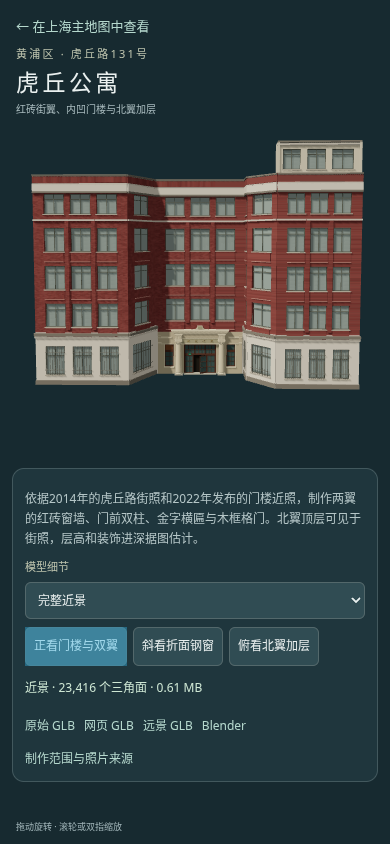 ← 在上海主地图中查看
黄浦区 · 虎丘路131号
虎丘公寓
红砖街翼、内凹门楼与北翼加层
依据2014年的虎丘路街照和2022年发布的门楼近照，制作两翼
的红砖窗墙、门前双柱、金字横匾与木框格门。北翼顶层可见于
街照，层高和装饰进深据图估计。
模型细节
完整近景
正看门楼与双翼 斜看折面钢窗 俯看北翼加层
近景 · 23,416 个三角面 · 0.61 MB
原始 GLB 网页 GLB 远景 GLB Blender
制作范围与照片来源
拖动旋转 · 滚轮或双指缩放